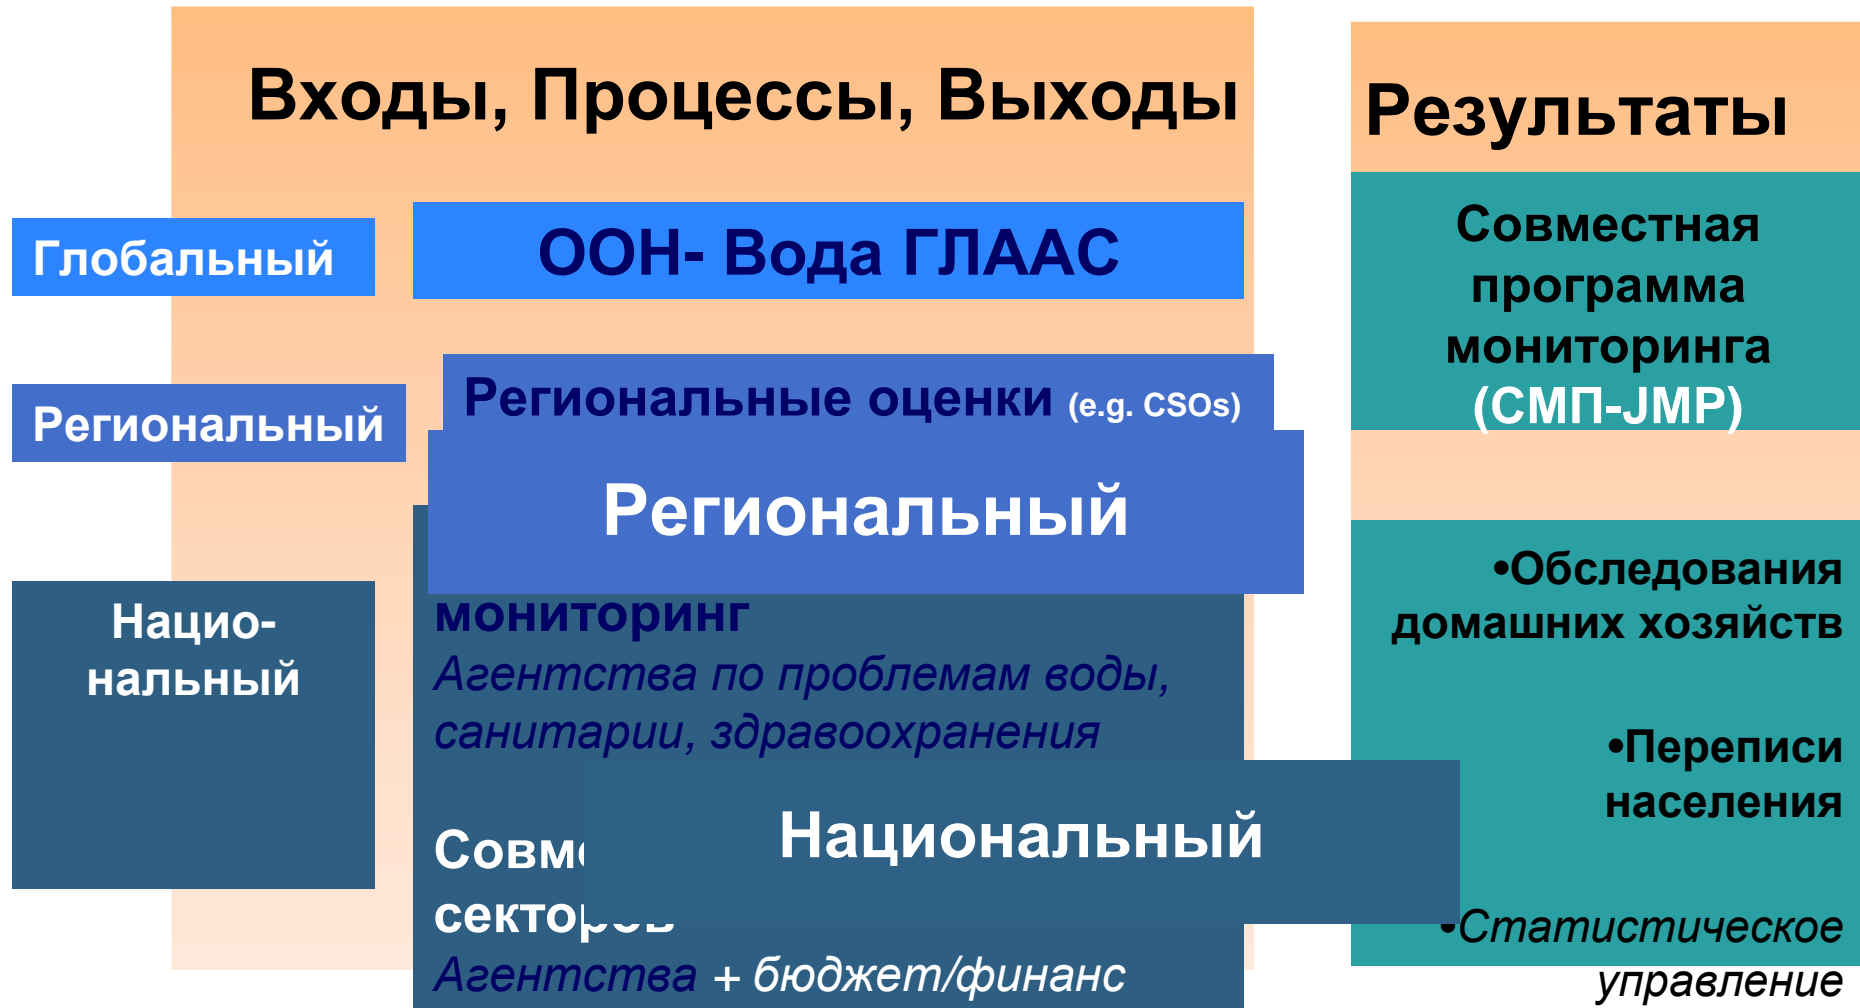 Входы, Процессы, Выходы
Результаты
Глобальный
ООН- Вода ГЛААС
Совместная
программа
мониторинга
(СМП-JMP)
Региональный
Региональные оценки (e.g. CSOs)
Региональный
Нацио-
нальный
мониторинг
Агентства по проблемам воды,
санитарии, здравоохранения
Национальный
секторов
Агентства + бюджет/финанс
•Обследования
домашних хозяйств
•Переписи
населения
•Статистическое
управление